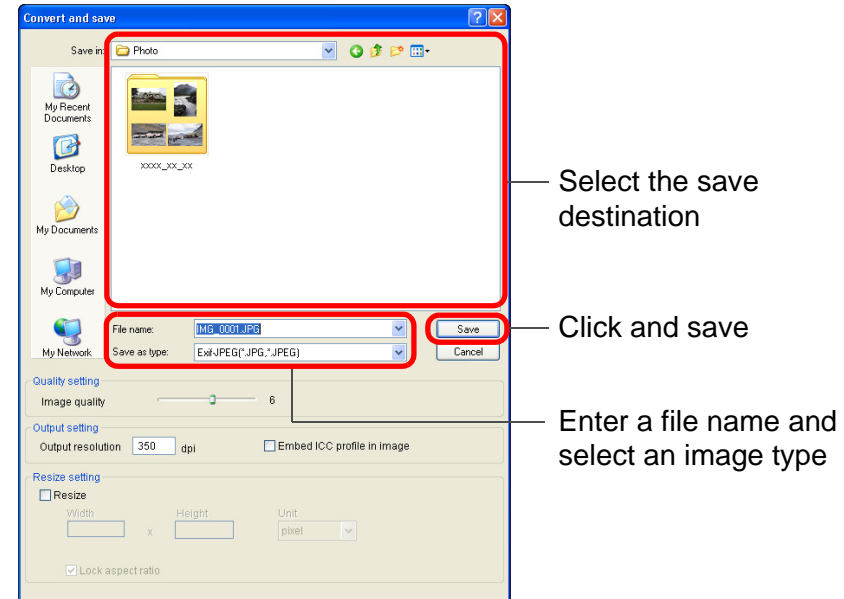 Convert and save
Save in: Photo
My Recent
Documents
Desktop
My Documents
My Computer
My Network
xxxx_xx_xx
File name: IMG_0001.JPG Save
Save as type: Exif-JPEG(*.JPG,*.JPEG) Cancel
Quality setting
Image quality 6
Output setting
Output resolution 350 dpi Embed ICC profile in image
Resize setting
Resize
Width Height Unit
x pixel
Lock aspect ratio
Select the save
destination
Click and save
Enter a file name and
select an image type